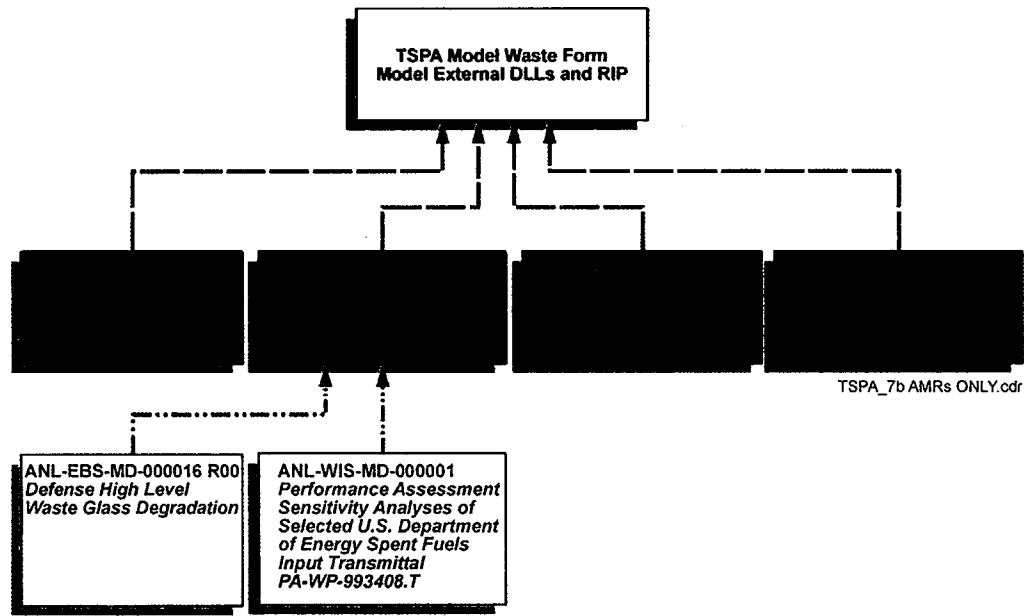 TSPA Model Waste Form
Model External DLLs and RIP
TSPA_7b AMRs ONLY.cdr
ANL-EBS-MD-000016 R00
Defense High Level
Waste Glass Degradation
ANL-WIS-MD-000001
Performance Assessment
Sensitivity Analyses of
Selected U.S. Department
of Energy Spent Fuels
Input Transmittal
PA-WP-993408.T